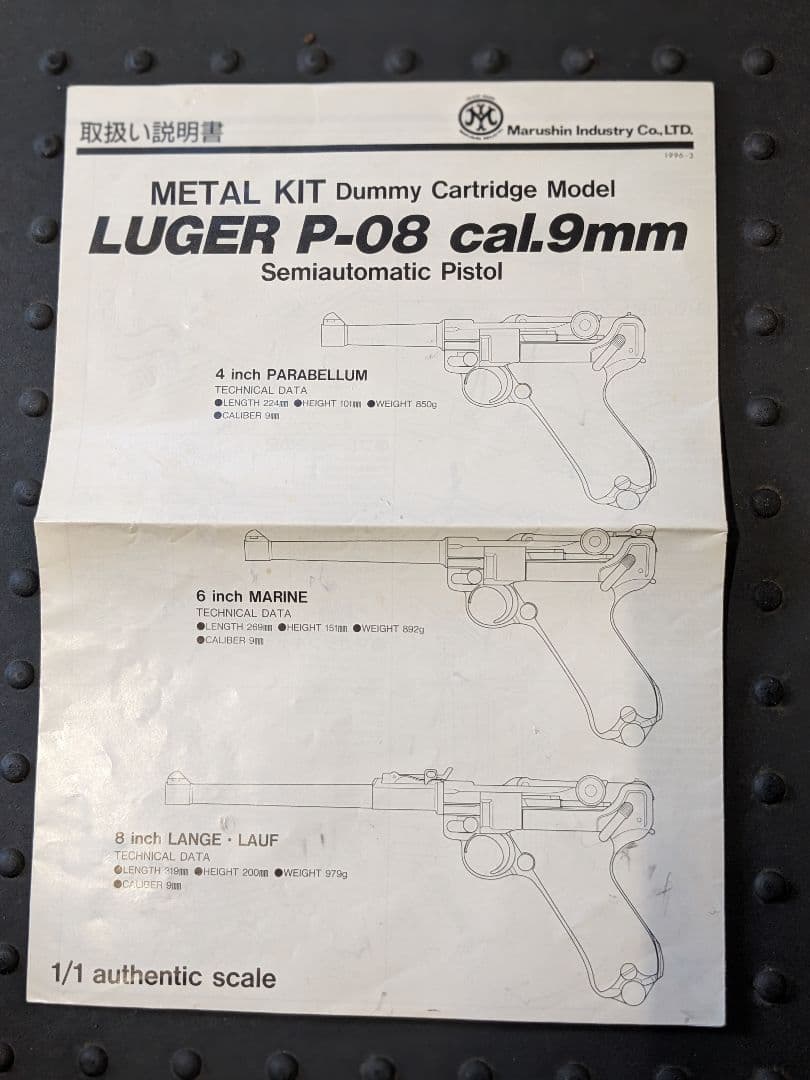 取扱い説明書
Marushin Industry Co.,LTD.
1996-3
METAL KIT Dummy Cartridge Model
LUGER P-08 cal.9mm
Semiautomatic Pistol
4 inch PARABELLUM
TECHNICAL DATA
●LENGTH 224㎜ ●HEIGHT 101㎜ ●WEIGHT 850g
●CALIBER 9㎜
6 inch MARINE
TECHNICAL DATA
●LENGTH 269㎜ ●HEIGHT 151㎜ ●WEIGHT 892g
●CALIBER 9㎜
8 inch LANGE・LAUF
TECHNICAL DATA
●LENGTH 319㎜ ●HEIGHT 200㎜ ●WEIGHT 979g
●CALIBER 9㎜
1/1 authentic scale